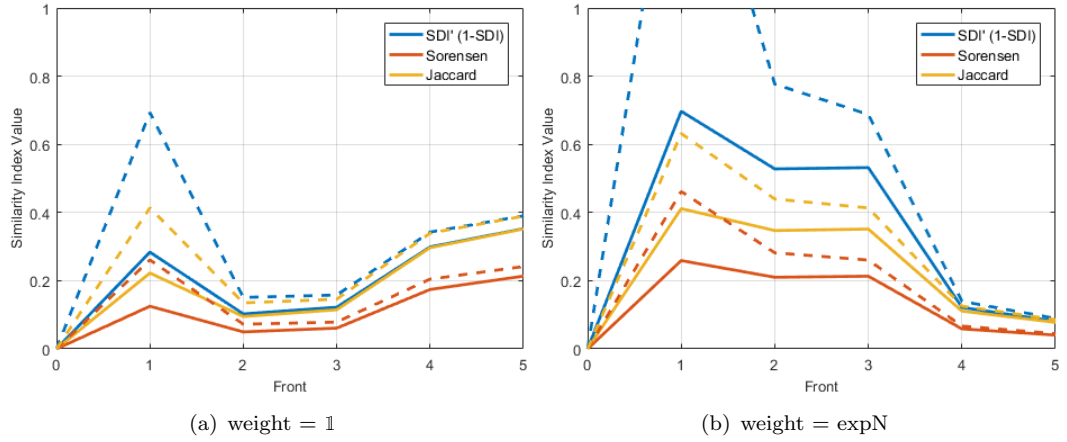 1
0.8
0.6
0.4
0.2
0
Similarity Index Value
0 1 2 3 4 5
Front
SDI' (1-SDI)
Sorensen
Jaccard
(a) weight = 𝟙
1
0.8
0.6
0.4
0.2
0
Similarity Index Value
0 1 2 3 4 5
Front
SDI' (1-SDI)
Sorensen
Jaccard
(b) weight = expN